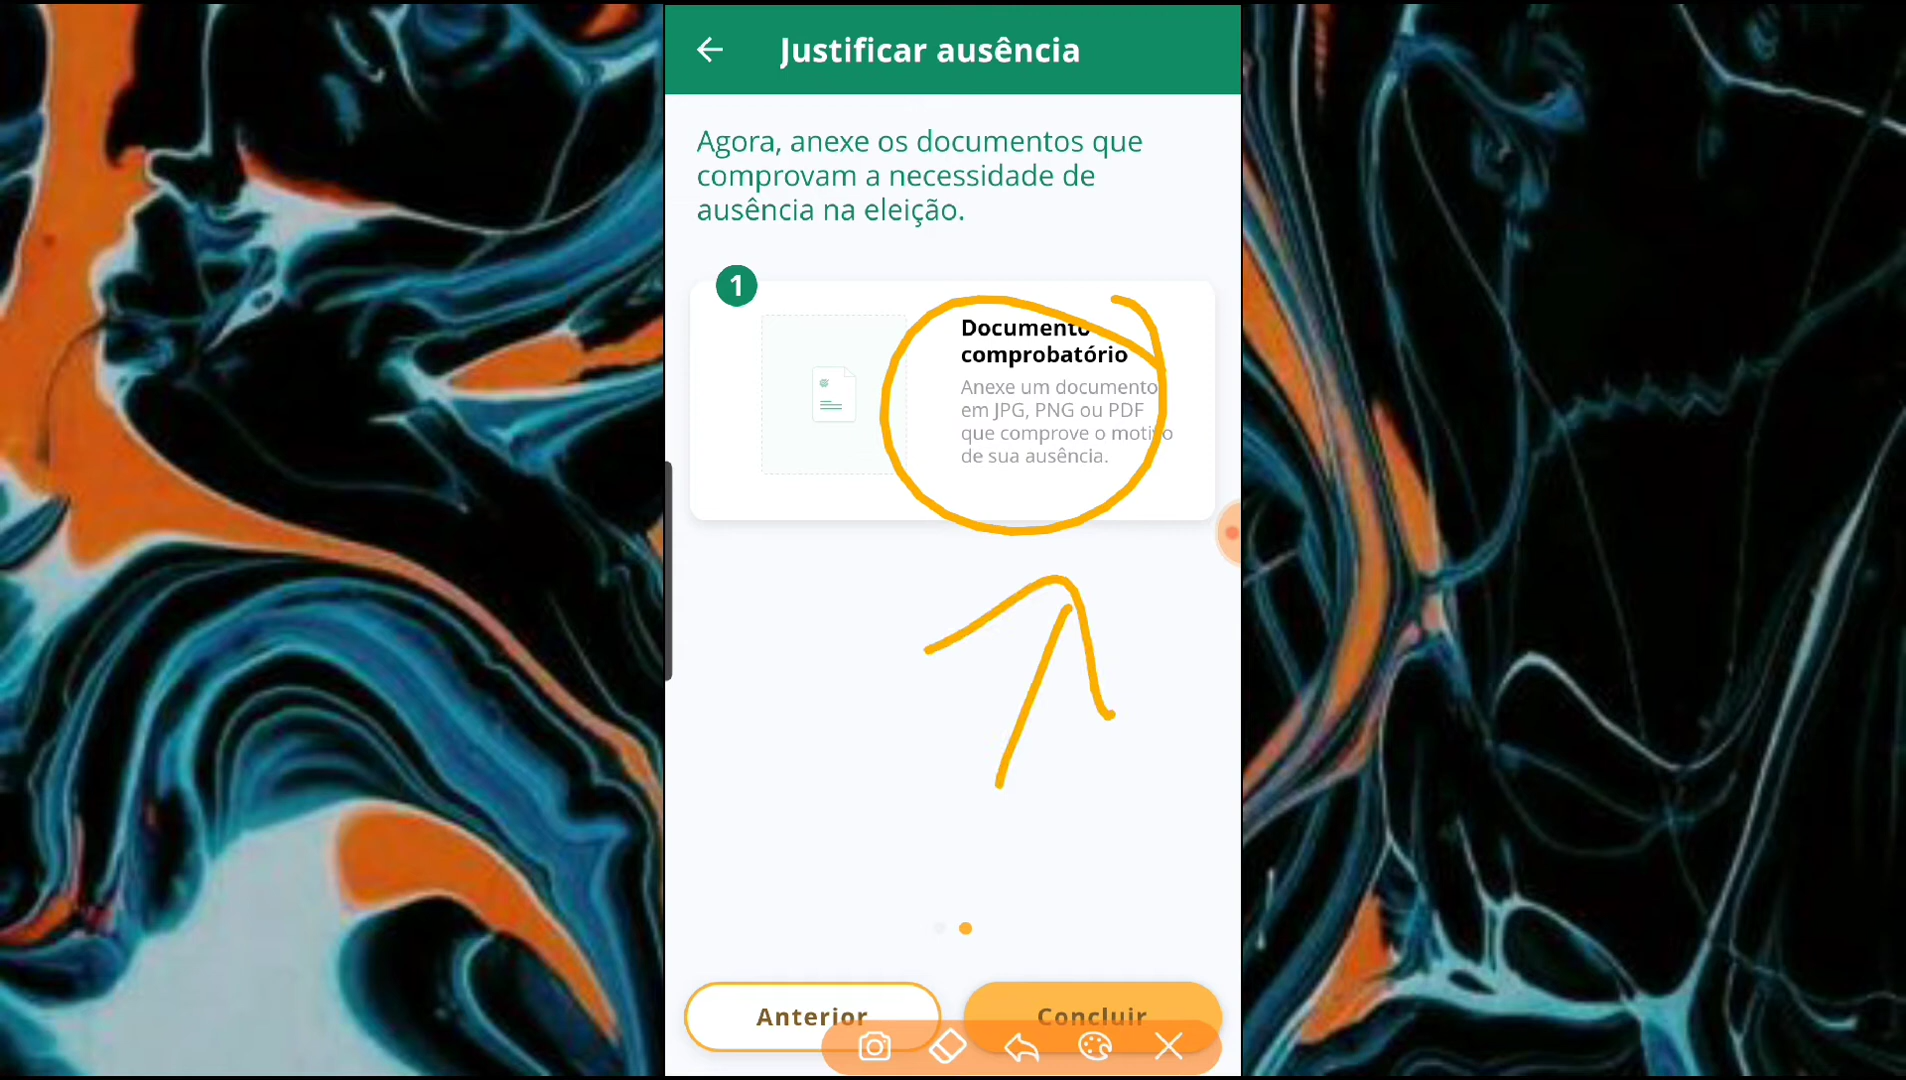 Justificar ausência
Agora, anexe os documentos que
comprovam a necessidade de
ausência na eleição.
1
Documento
comprobatório
Anexe um documento
em JPG, PNG ou PDF
que comprove o motivo
de sua ausência.
Anterior
Concluir